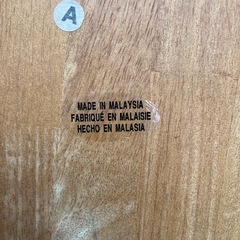 A
MADE IN MALAYSIA
FABRIQUÉ EN MALAISIE
HECHO EN MALASIA